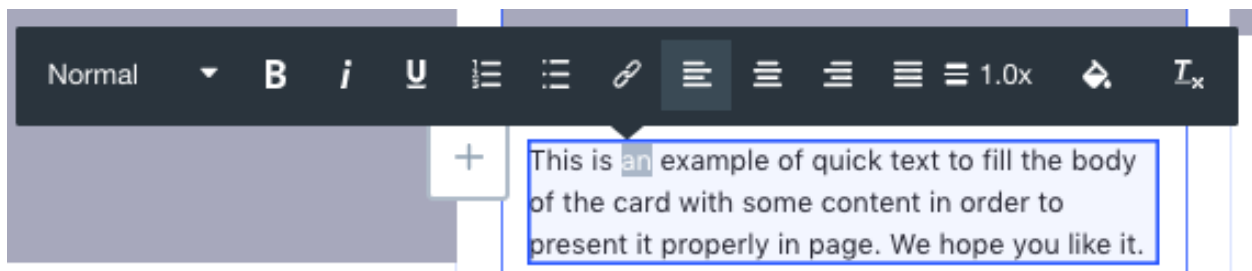 Normal B i U 1.0x
This is an example of quick text to fill the body
of the card with some content in order to
present it properly in page. We hope you like it.